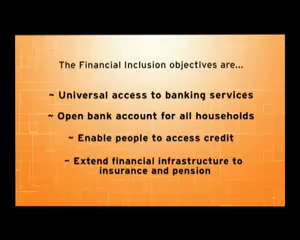 The Financial Inclusion objectives are...
~ Universal access to banking services
~ Open bank account for all households
~ Enable people to access credit
~ Extend financial infrastructure to
insurance and pension